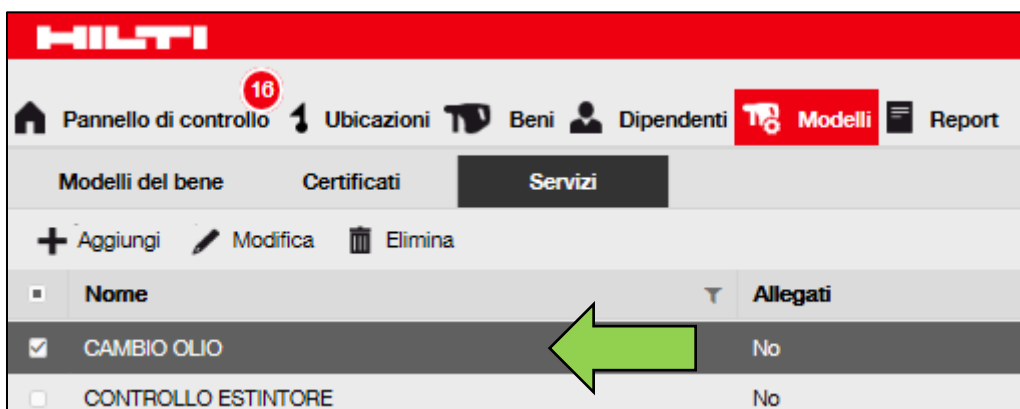 HILTI
16
Pannello di controllo Ubicazioni Beni Dipendenti Modelli Report
Modelli del bene Certificati Servizi
Aggiungi Modifica Elimina
Nome Allegati
CAMBIO OLIO No
CONTROLLO ESTINTORE No